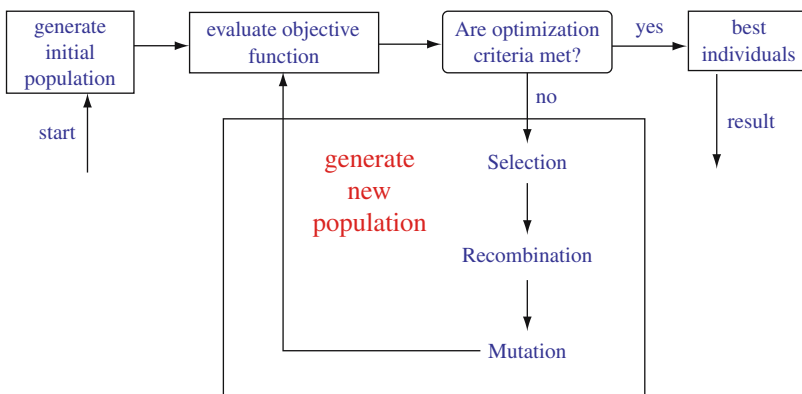 generate
initial
population
evaluate objective
function
Are optimization
criteria met?
yes
best
individuals
start
no
result
generate
new
population
Selection
Recombination
Mutation